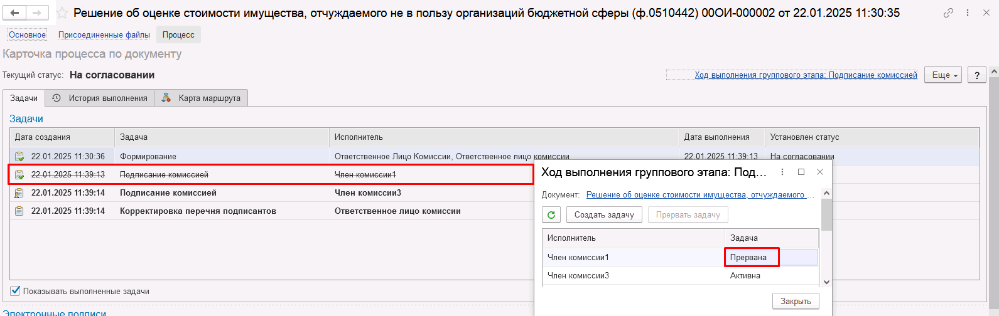 Решение об оценке стоимости имущества, отчуждаемого не в пользу организаций бюджетной сферы (ф.0510442) 00ОИ-000002 от 22.01.2025 11:30:35
Основное Присоединенные файлы Процесс
Карточка процесса по документу
Текущий статус: На согласовании Ход выполнения группового этапа: Подписание комиссией Еще ?
Задачи История выполнения Карта маршрута
Задачи
Дата создания Задача Исполнитель Дата выполнения Установлен статус
22.01.2025 11:30:36 Формирование Ответственное Лицо Комиссии, Ответственное лицо комиссии 22.01.2025 11:39:13 На согласовании
22.01.2025 11:39:13 Подписание комиссией Член комиссии1
22.01.2025 11:39:14 Подписание комиссией Член комиссии3
22.01.2025 11:39:14 Корректировка перечня подписантов Ответственное лицо комиссии
Ход выполнения группового этапа: Под...
Документ: Решение об оценке стоимости имущества, отчуждаемого ...
Создать задачу Прервать задачу
Исполнитель Задача
Член комиссии1 Прервана
Член комиссии3 Активна
Закрыть
Показывать выполненные задачи
Электронные подписи